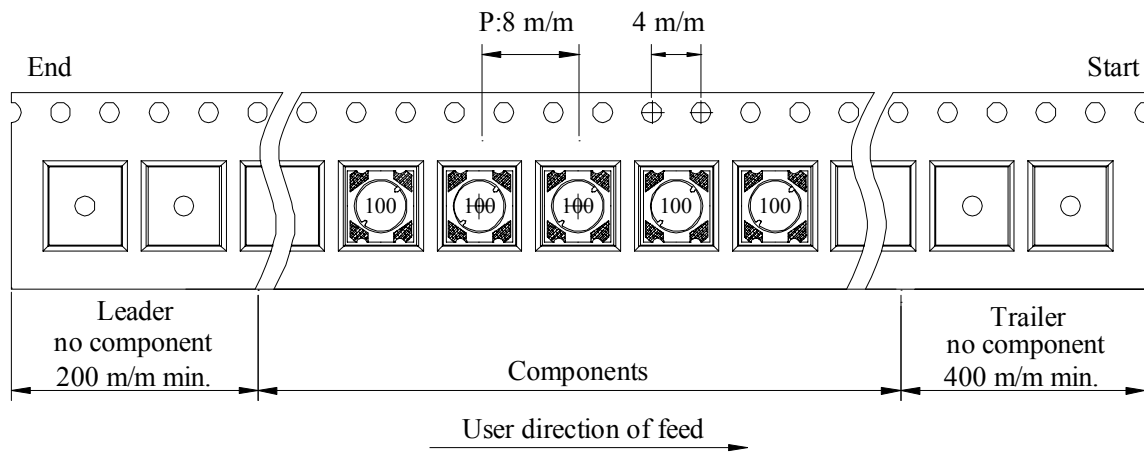 P:8 m/m
4 m/m
End
Start
100
100
100
100
100
Leader
no component
200 m/m min.
Components
Trailer
no component
400 m/m min.
User direction of feed